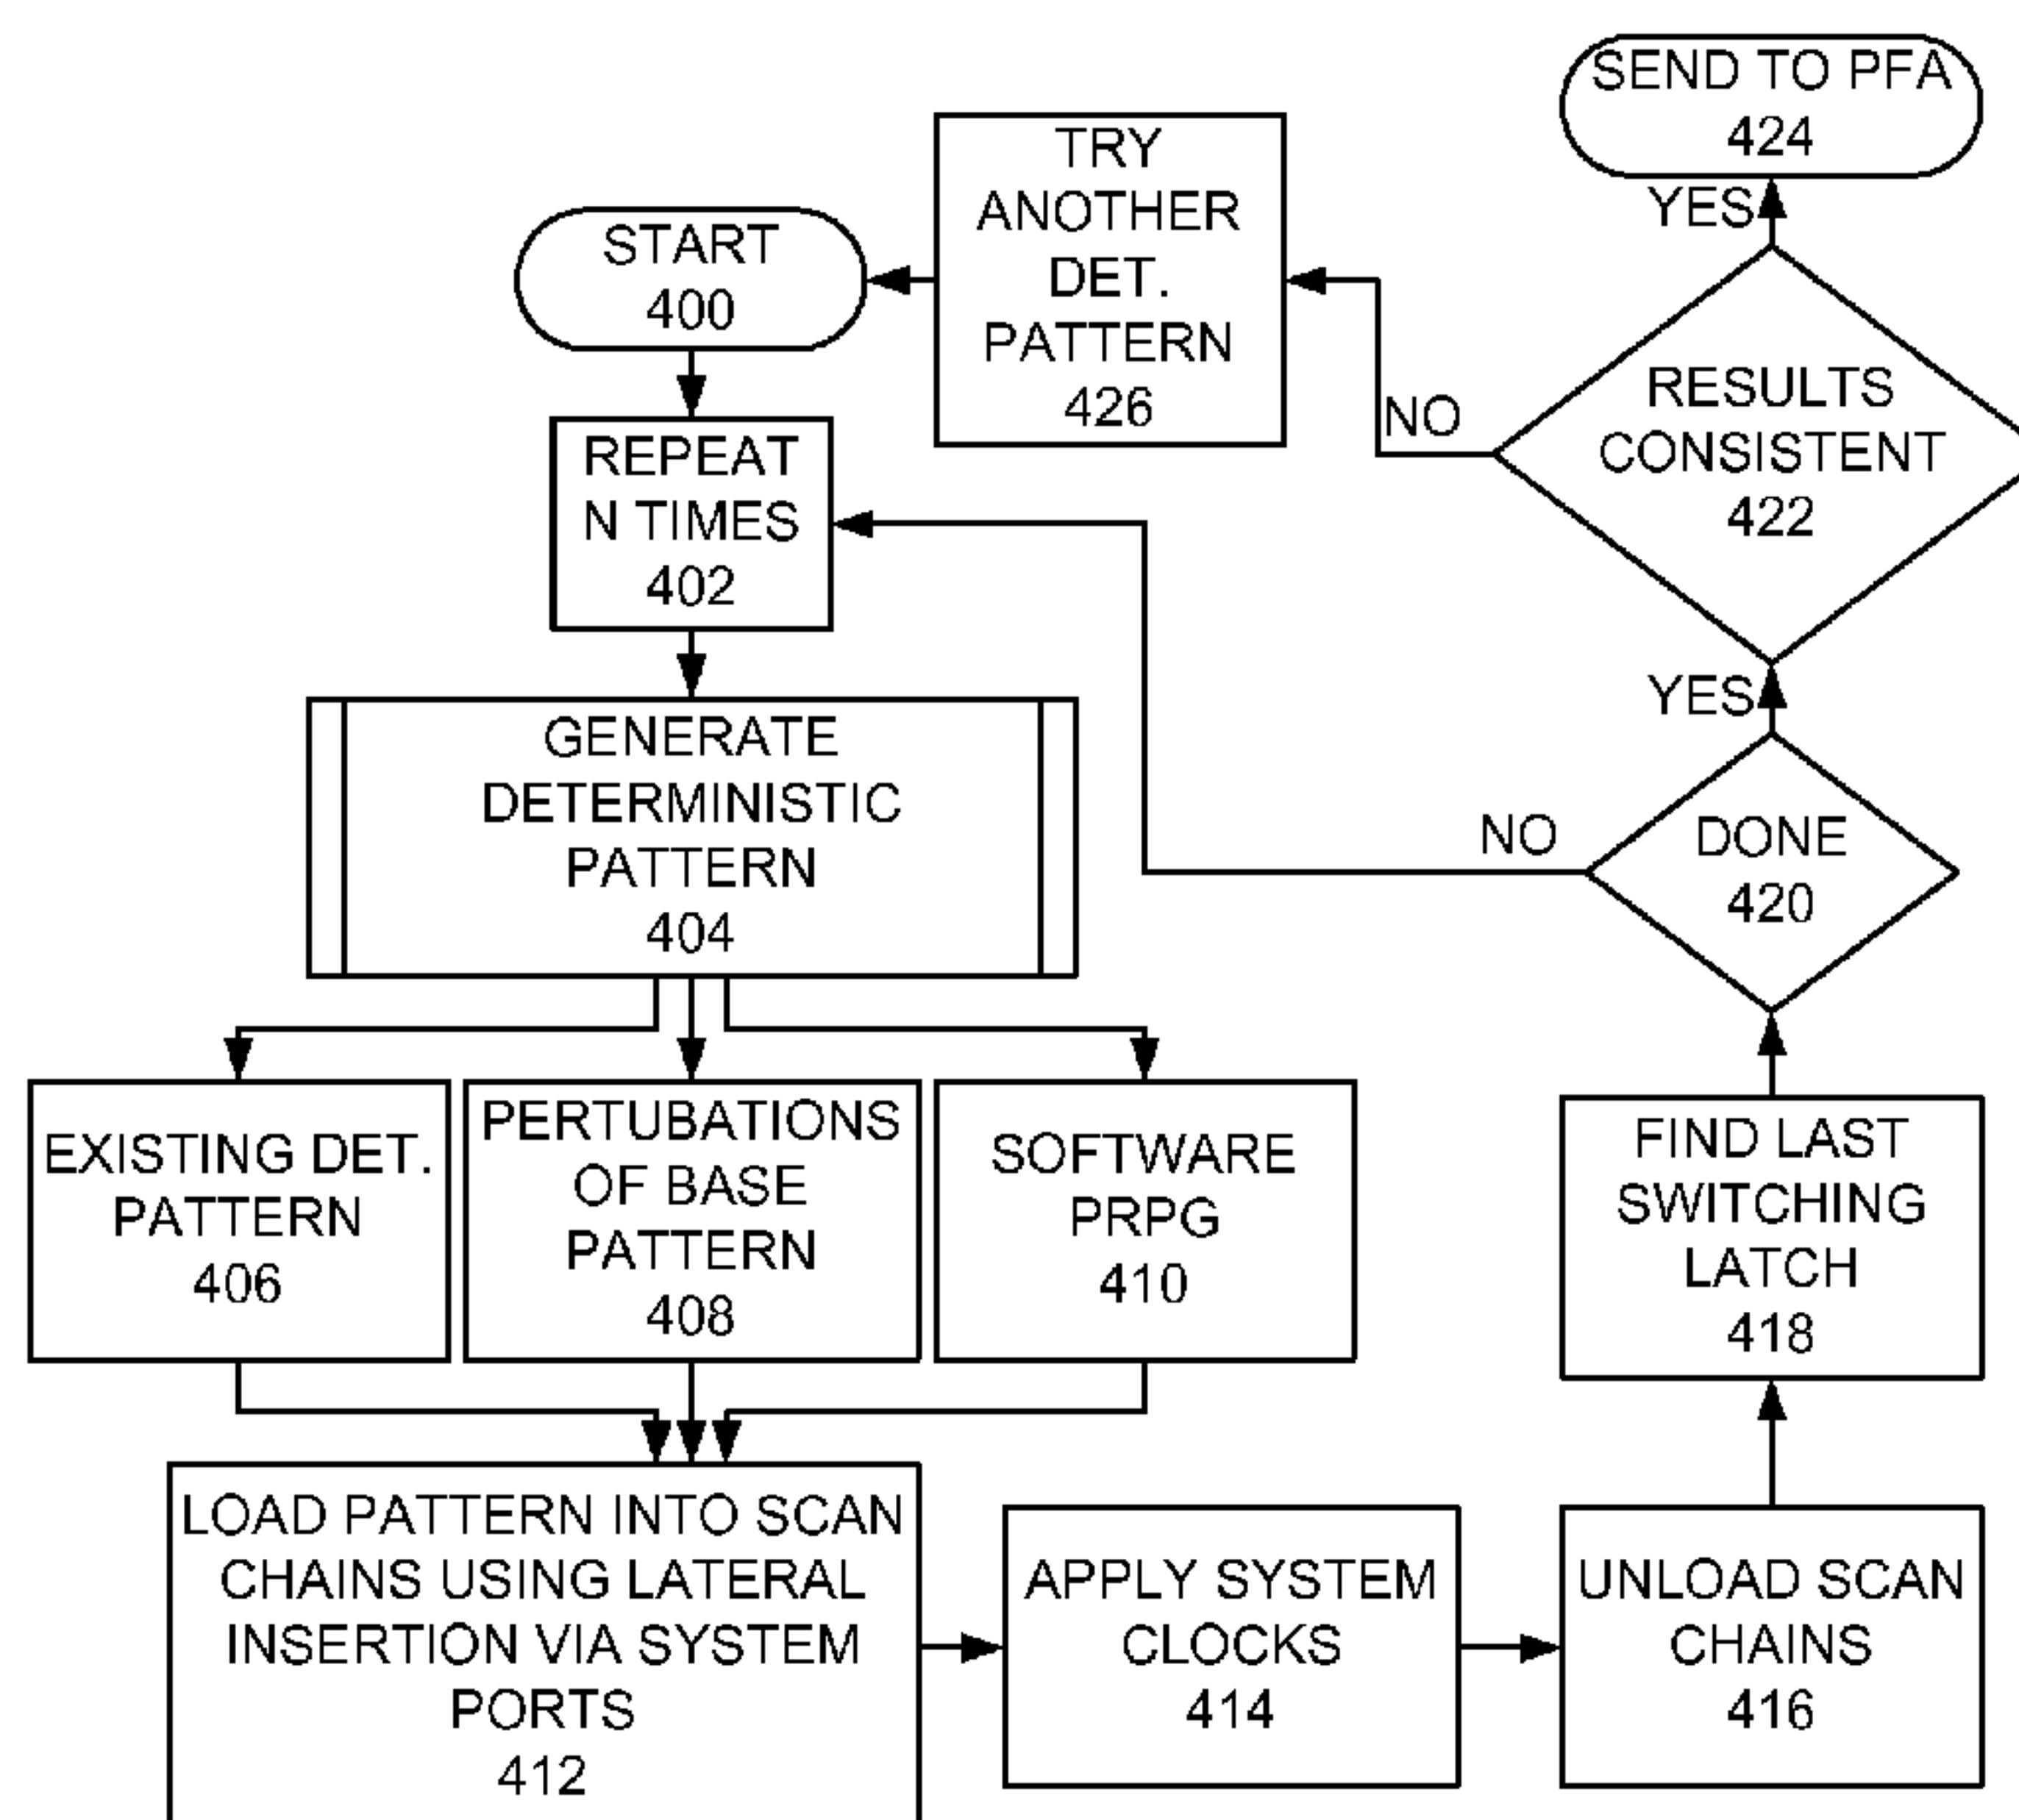 START
400
REPEAT
N TIMES
402
GENERATE
DETERMINISTIC
PATTERN
404
EXISTING DET.
PATTERN
406
PERTUBATIONS
OF BASE
PATTERN
408
SOFTWARE
PRPG
410
LOAD PATTERN INTO SCAN
CHAINS USING LATERAL
INSERTION VIA SYSTEM
PORTS
412
APPLY SYSTEM
CLOCKS
414
UNLOAD SCAN
CHAINS
416
FIND LAST
SWITCHING
LATCH
418
DONE
420
NO
YES
RESULTS
CONSISTENT
422
NO
YES
SEND TO PFA
424
TRY
ANOTHER
DET.
PATTERN
426